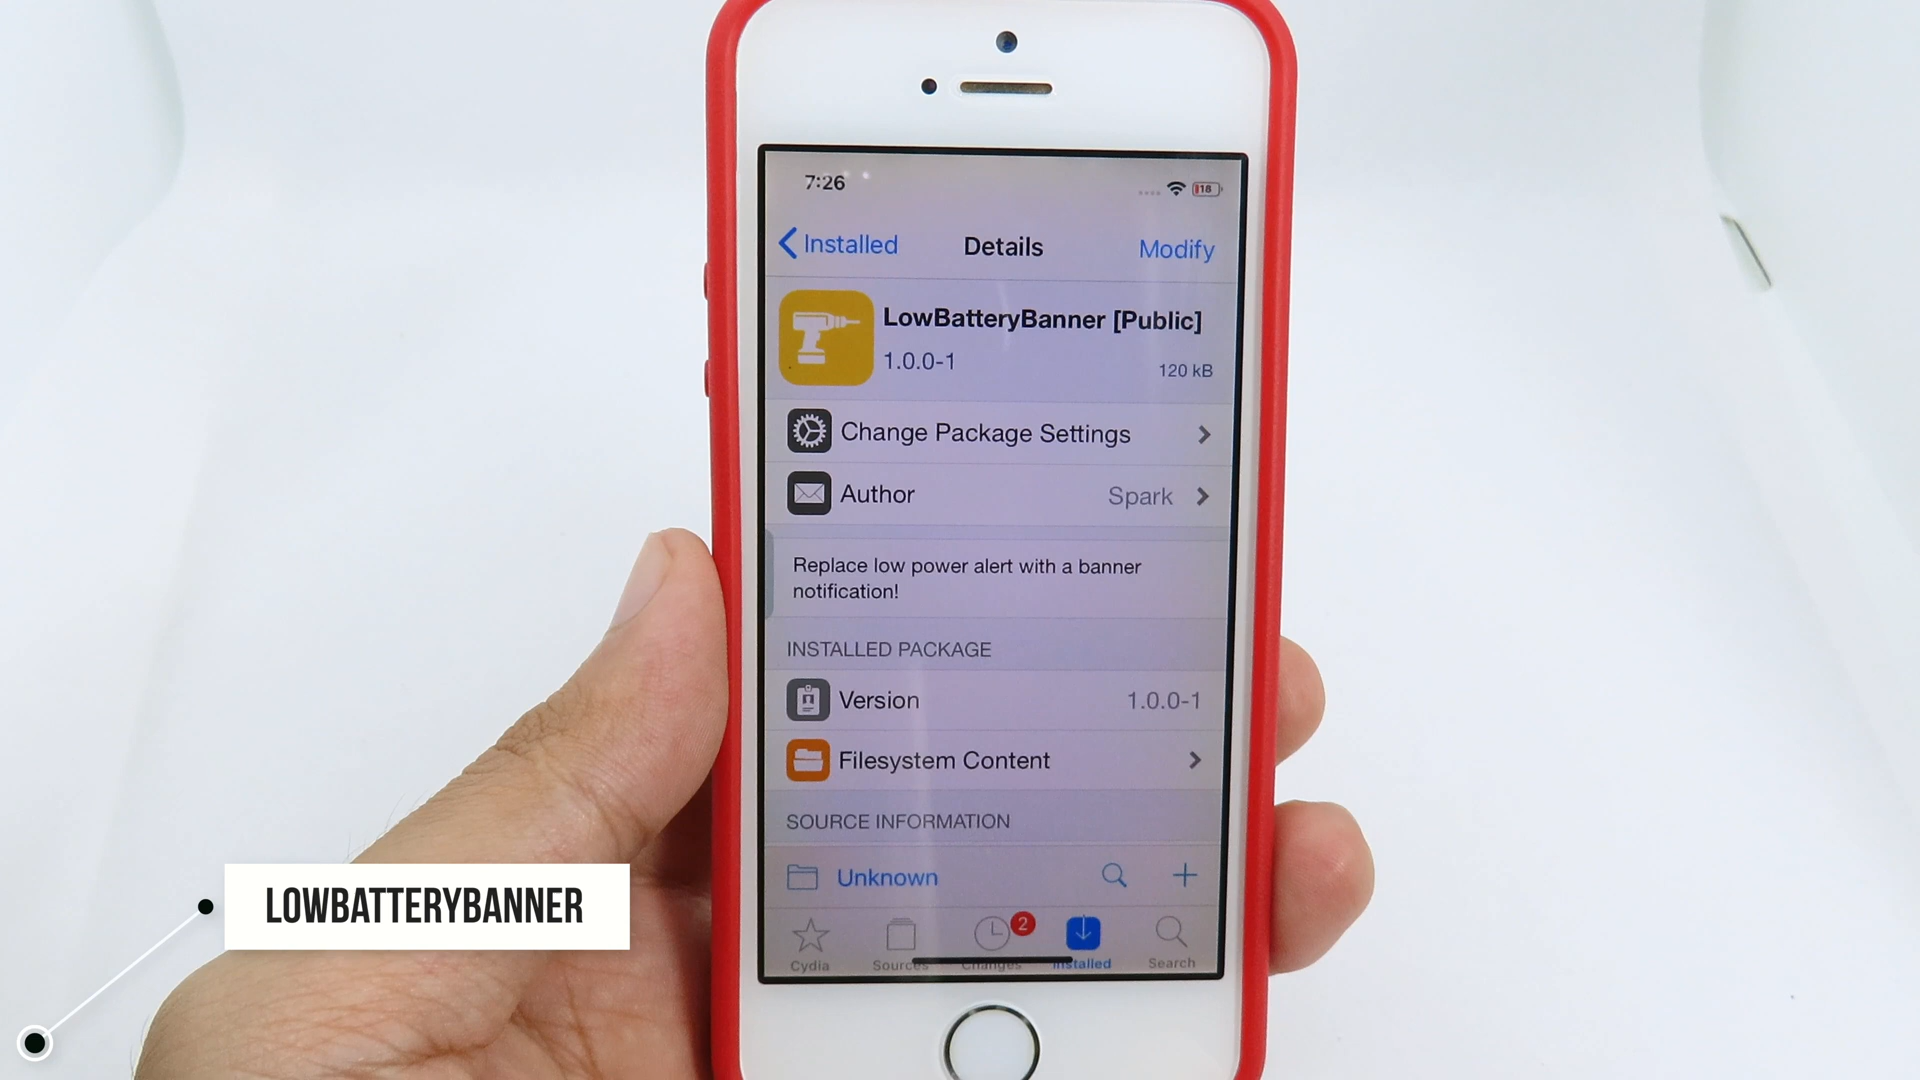 7:26
18
Installed
Details
Modify
LowBatteryBanner [Public]
1.0.0-1
120 kB
Change Package Settings
Author
Spark
Replace low power alert with a banner
notification!
INSTALLED PACKAGE
Version
1.0.0-1
Filesystem Content
SOURCE INFORMATION
Unknown
2
Cydia
Sources
Changes
Installed
Search
LOWBATTERYBANNER